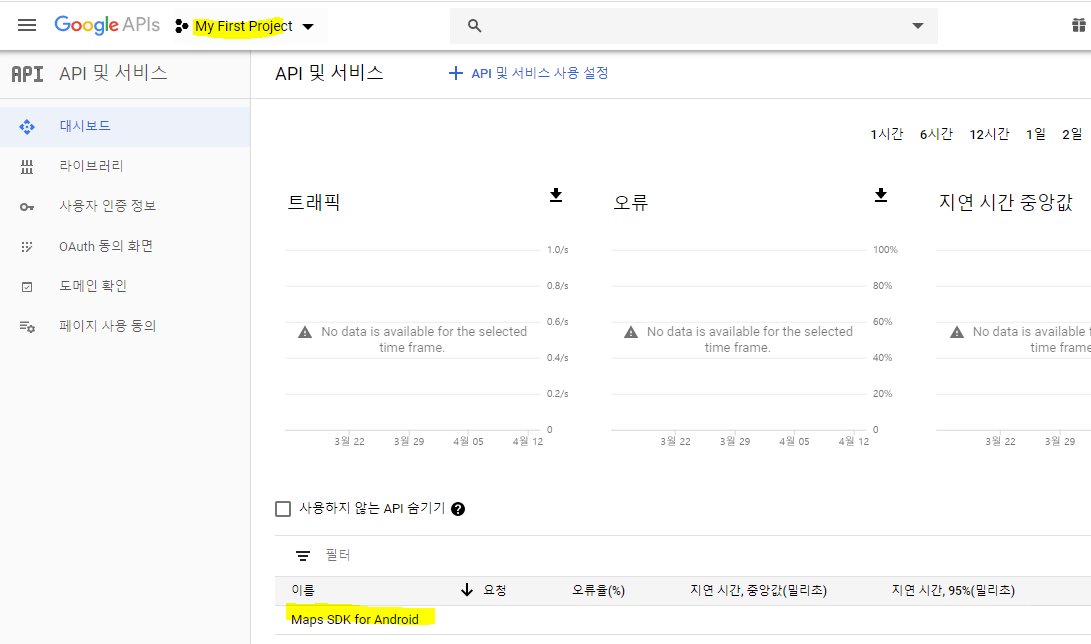 Google APIs My First Project
API API 및 서비스
API 및 서비스 API 및 서비스 사용 설정
대시보드
라이브러리
사용자 인증 정보
OAuth 동의 화면
도메인 확인
페이지 사용 동의
1시간 6시간 12시간 1일 2일
트래픽
1.0/s
0.8/s
0.6/s
0.4/s
0.2/s
0
No data is available for the selected
time frame.
3월 22 3월 29 4월 05 4월 12
오류
100%
80%
60%
40%
20%
0
No data is available for the selected
time frame.
3월 22 3월 29 4월 05 4월 12
지연 시간 중앙값
No data is available
time frame
3월 22 3월 29
사용하지 않는 API 숨기기 ?
필터
이름 요청 오류율(%) 지연 시간, 중앙값(밀리초) 지연 시간, 95%(밀리초)
Maps SDK for Android